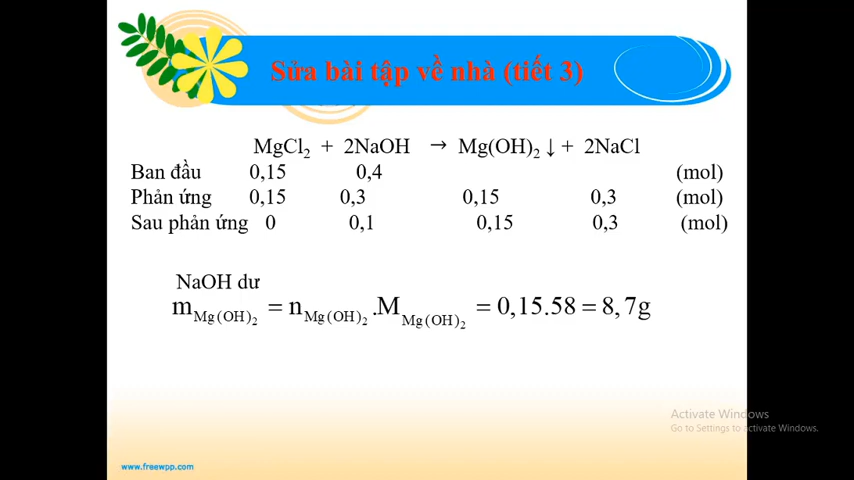 Sửa bài tập về nhà (tiết 3)
MgCl₂ + 2NaOH → Mg(OH)₂ ↓ + 2NaCl
Ban đầu 0,15 0,4 (mol)
Phản ứng 0,15 0,3 0,15 0,3 (mol)
Sau phản ứng 0 0,1 0,15 0,3 (mol)
NaOH dư
m Mg(OH)₂ = n Mg(OH)₂ .M Mg(OH)₂ = 0,15.58 = 8,7g
Activate Windows
Go to Settings to activate Windows.
www.freewpp.com